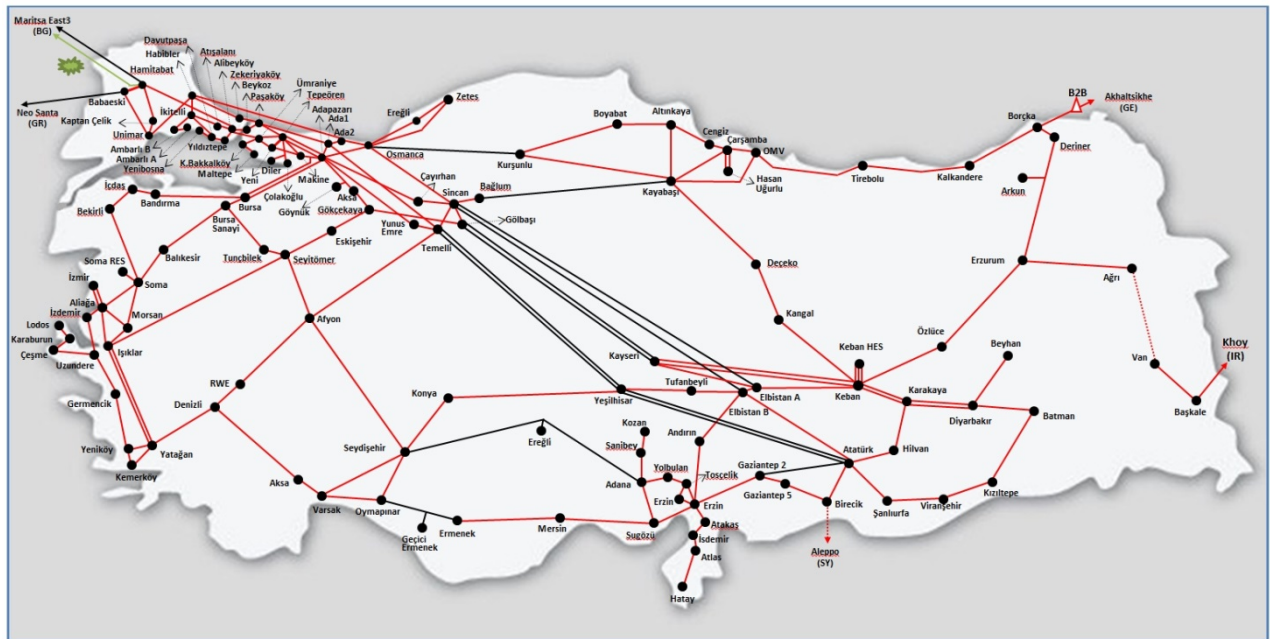 Maritsa East3
(BG)
Davutpaşa
Habibler
Hamitabat
Atışalanı
Alibeyköy
Zekeriyaköy
Beykoz
Paşaköy
Ümraniye
Tepeören
Adapazarı
Ada1
Ada2
Neo Santa
(GR)
Babaeski
Kaptan Çelik
Unimar
İkitelli
Ambarlı B
Ambarlı A
Yenibosna
Yıldıztepe
K.Bakkalköy
Maltepe
Yeni
Diler
Çolakoğlu
Makine
Göynük
Aksa
Gökçekaya
Ereğli
Zetes
Osmanca
Çayırhan
Sincan
Bağlum
Gölbaşı
Yunus
Emre
Temelli
Kurşunlu
Boyabat
Altınkaya
Cengiz
Çarşamba
OMV
Hasan
Uğurlu
Kayabaşı
Tirebolu
Kalkandere
Borçka
B2B
Akhaltsikhe
(GE)
Deriner
Arkun
İçdaş
Bandırma
Bekirli
Bursa
Bursa
Sanayi
Balıkesir
Tunçbilek
Seyitömer
Eskişehir
Soma RES
Soma
İzmir
Aliağa
İzdemir
Morsan
Lodos
Karaburun
Çeşme
Uzundere
Işıklar
Afyon
Deçeko
Kangal
Erzurum
Ağrı
Özlüce
Van
Başkale
Khoy
(IR)
Keban HES
Keban
Beyhan
Karakaya
Diyarbakır
Batman
Kayseri
Tufanbeyli
Yeşilhisar
Elbistan A
Elbistan B
Germencik
RWE
Denizli
Konya
Yeniköy
Kemerköy
Yatağan
Seydişehir
Ereğli
Kozan
Sanibey
Andırın
Adana
Yolbulan
Tosçelik
Erzin
Erzin
Gaziantep 2
Gaziantep 5
Atatürk
Hilvan
Birecik
Şanlıurfa
Viranşehir
Kızıltepe
Aksa
Varsak
Oymapınar
Geçici
Ermenek
Ermenek
Mersin
Sugözü
Atakaş
İsdemir
Atlas
Hatay
Aleppo
(SY)